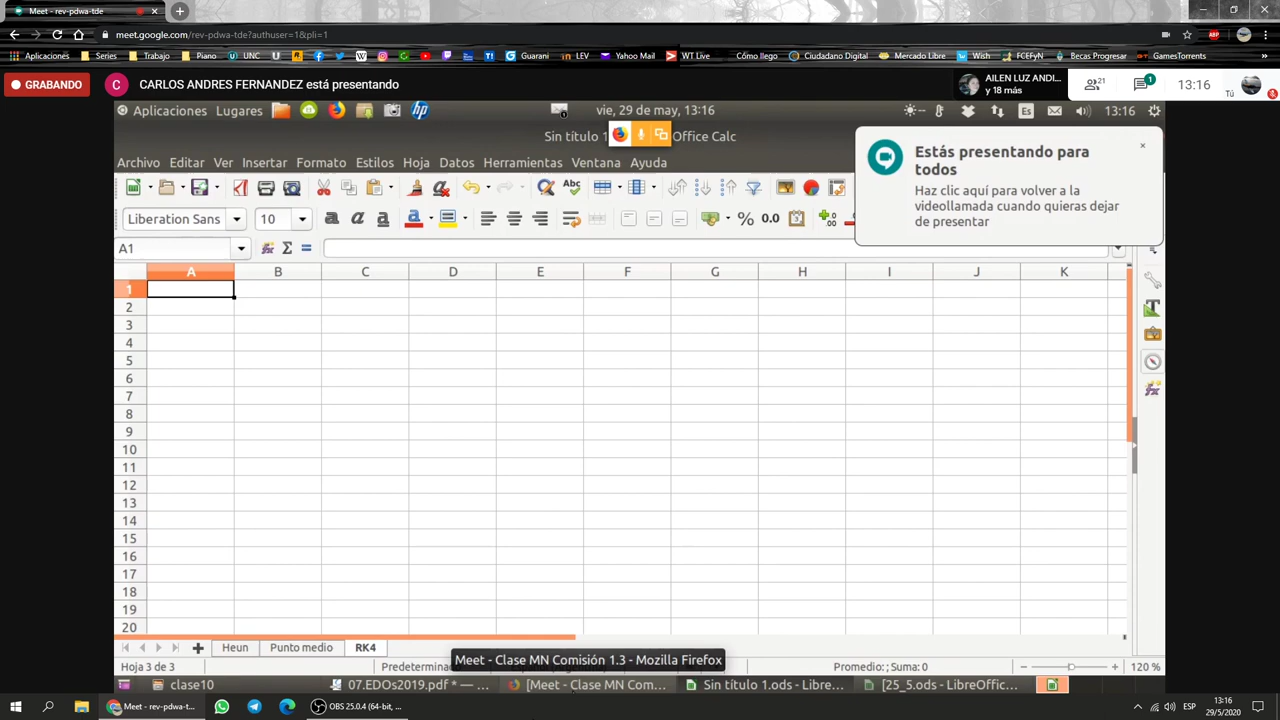 Meet - rev-pdwa-tde
meet.google.com/rev-pdwa-tde?authuser=1&pli=1
Aplicaciones Series Trabajo Piano UNC WT Live Guarani LEV Yahoo Mail Cómo llego Ciudadano Digital Mercado Libre Wish FCEFyN Becas Progresar GamesTorrents
GRABANDO
C CARLOS ANDRES FERNANDEZ está presentando
AILEN LUZ ANDI...
y 18 más
21
1
13:16
Tú
Aplicaciones Lugares vie, 29 de may, 13:16 Es 13:16
Sin título 1 Office Calc
Archivo Editar Ver Insertar Formato Estilos Hoja Datos Herramientas Ventana Ayuda
Estás presentando para
todos
Haz clic aquí para volver a la
videollamada cuando quieras dejar
de presentar
Liberation Sans 10
A1
A B C D E F G H I J K
1
2
3
4
5
6
7
8
9
10
11
12
13
14
15
16
17
18
19
20
Heun Punto medio RK4
Meet - Clase MN Comisión 1.3 - Mozilla Firefox
Hoja 3 de 3 Predetermina Promedio: ; Suma: 0 120 %
clase10 07.EDOs2019.pdf * — ... [Meet - Clase MN Com... Sin título 1.ods - Libre... [25_5.ods - LibreOffic...
Meet - rev-pdwa-t... OBS 25.0.4 (64-bit, ... ESP 13:16
29/5/2020